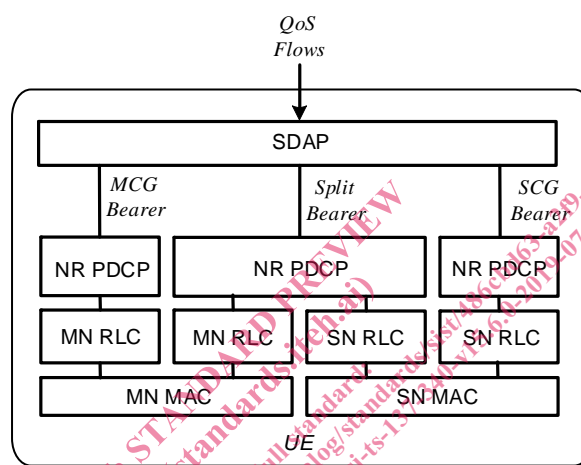 QoS
Flows
SDAP
MCG
Bearer
Split
Bearer
SCG
Bearer
NR PDCP
NR PDCP
NR PDCP
MN RLC
MN RLC
SN RLC
SN RLC
MN MAC
SN MAC
UE
STANDARD PREVIEW
standards.iteh.ai)